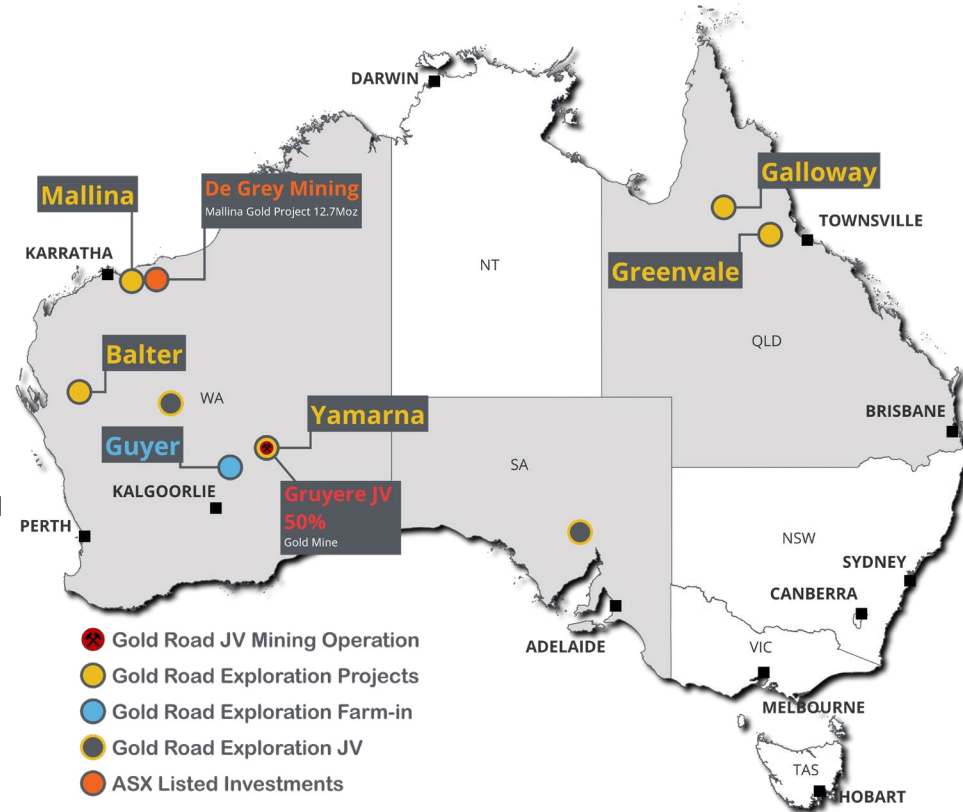 DARWIN
Mallina
De Grey Mining
Mallina Gold Project 12.7Moz
Galloway
TOWNSVILLE
KARRATHA
NT
Greenvale
QLD
Balter
WA
Yamarna
BRISBANE
Guyer
SA
KALGOORLIE
Gruyere JV
50%
Gold Mine
PERTH
NSW
SYDNEY
CANBERRA
ADELAIDE
VIC
MELBOURNE
TAS
HOBART
Gold Road JV Mining Operation
Gold Road Exploration Projects
Gold Road Exploration Farm-in
Gold Road Exploration JV
ASX Listed Investments